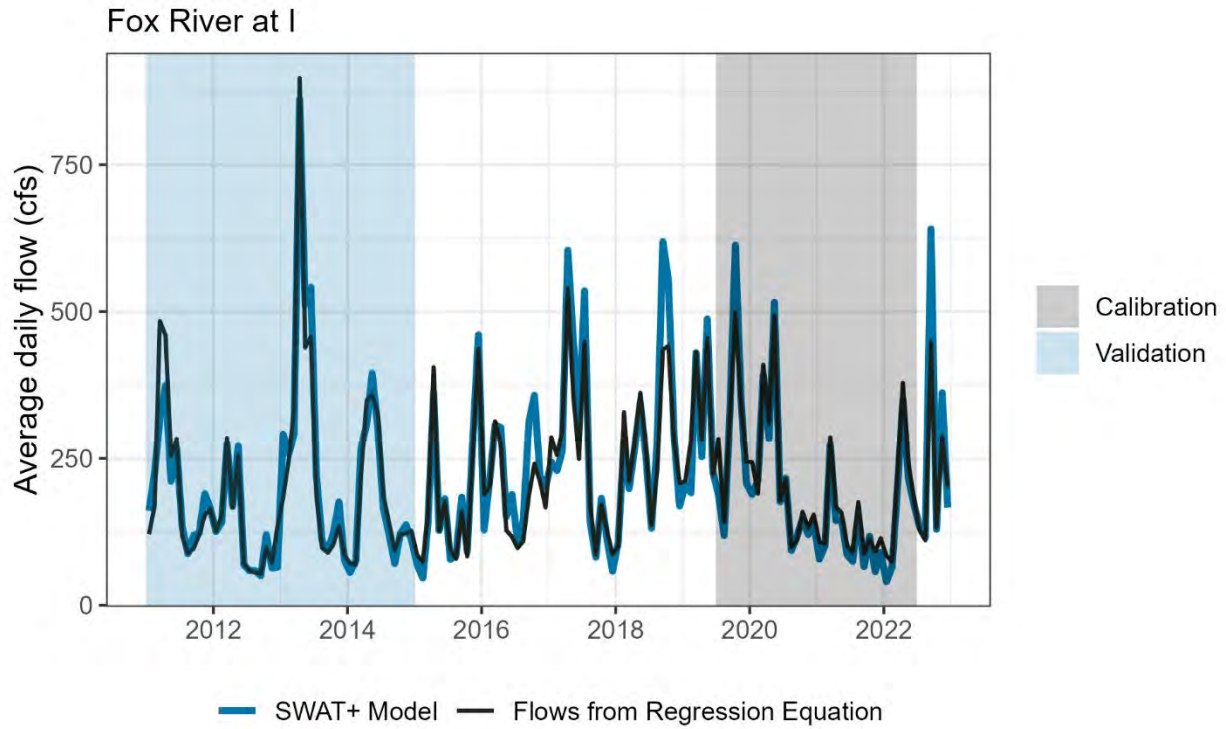 Fox River at I
Average daily flow (cfs)
750
500
250
0
2012 2014 2016 2018 2020 2022
Calibration
Validation
SWAT+ Model Flows from Regression Equation